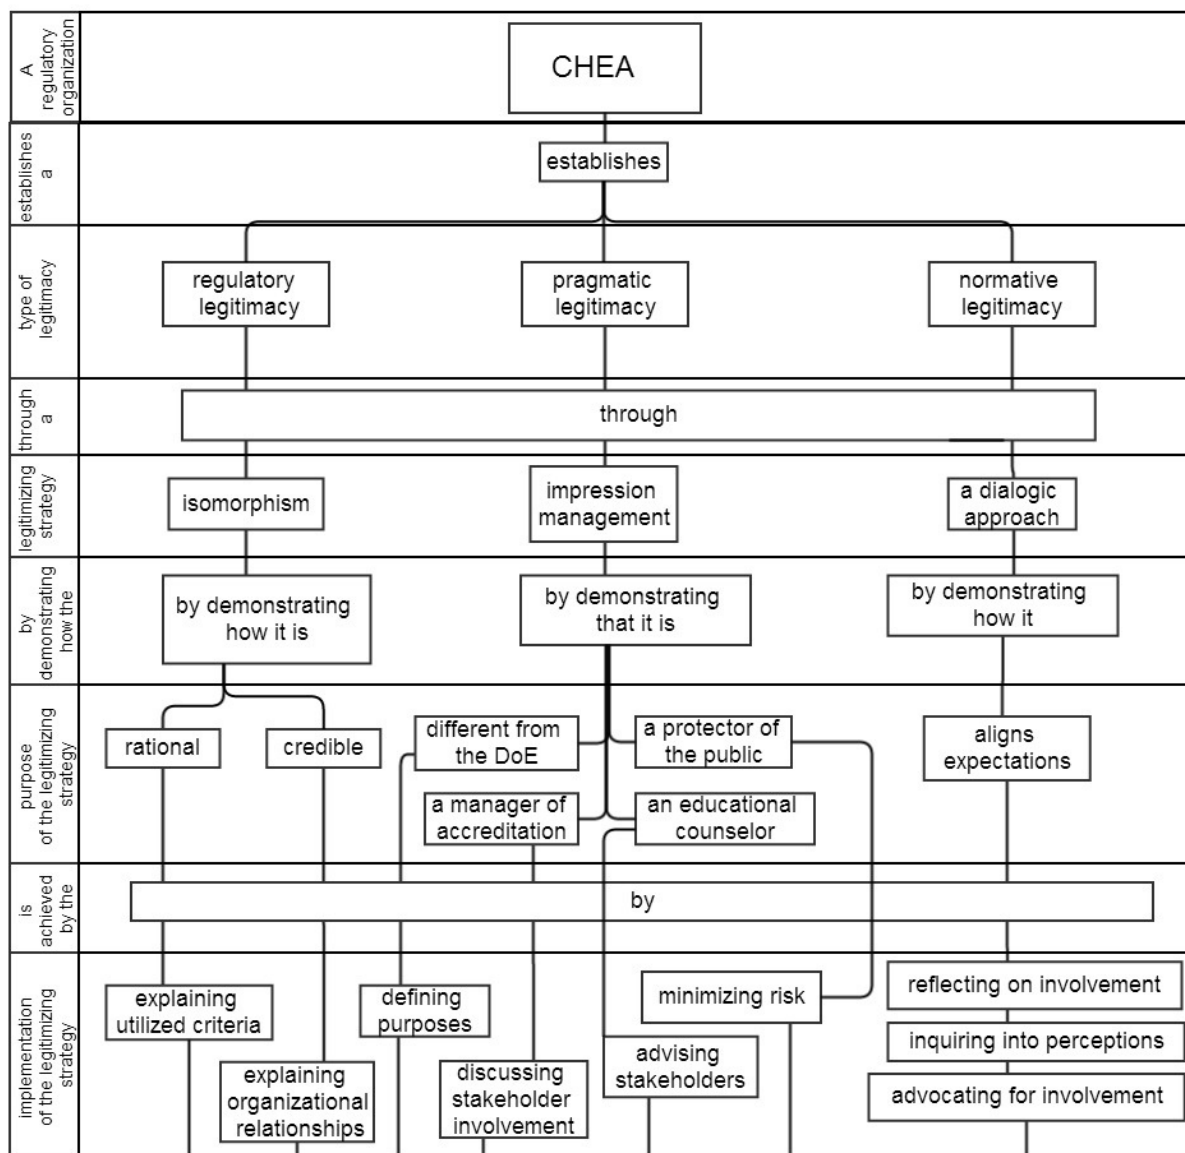 A
regulatory
organization
CHEA
establishes
a
establishes
type of
legitimacy
regulatory
legitimacy
pragmatic
legitimacy
normative
legitimacy
through
a
through
legitimizing
strategy
isomorphism
impression
management
a dialogic
approach
by
demonstrating
how the
by demonstrating
how it is
by demonstrating
that it is
by demonstrating
how it
purpose
of the legitimizing
strategy
rational
credible
different from
the DoE
a protector of
the public
a manager of
accreditation
an educational
counselor
aligns
expectations
is
achieved
by the
by
implementation
of the legitimizing
strategy
explaining
utilized criteria
explaining
organizational
relationships
defining
purposes
discussing
stakeholder
involvement
minimizing risk
advising
stakeholders
reflecting on involvement
inquiring into perceptions
advocating for involvement